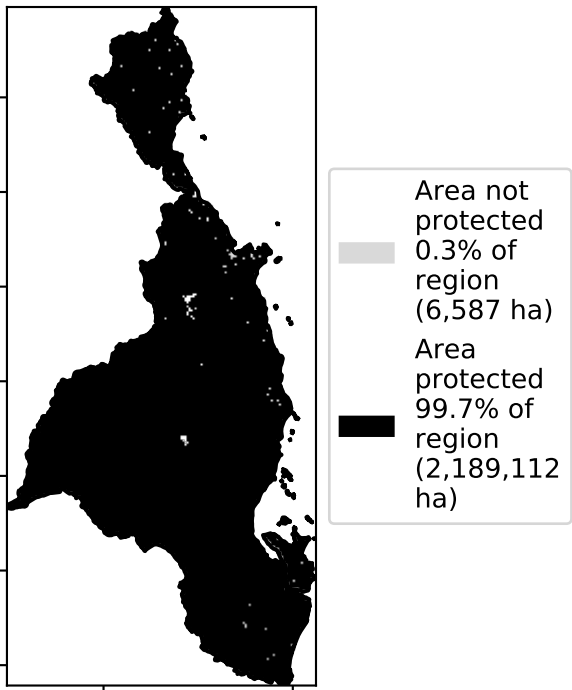 Area not
protected
0.3% of
region
(6,587 ha)
Area
protected
99.7% of
region
(2,189,112
ha)